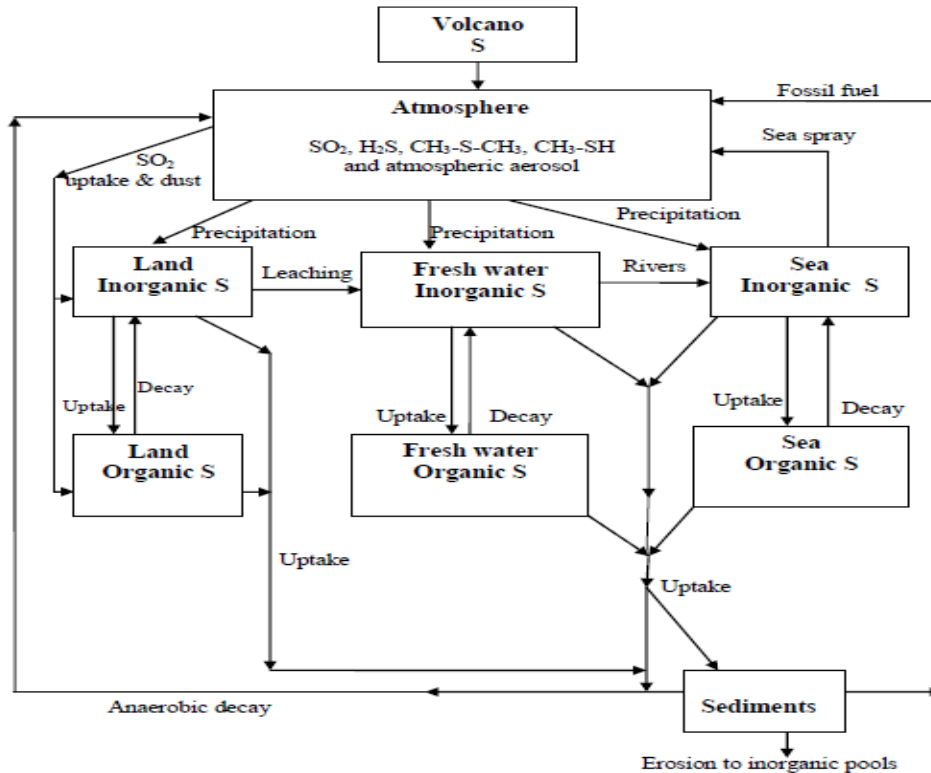 Volcano
S
Fossil fuel
Atmosphere
Sea spray
SO₂, H₂S, CH₃-S-CH₃, CH₃-SH
and atmospheric aerosol
SO₂
uptake & dust
Precipitation
Precipitation
Precipitation
Land
Inorganic S
Leaching
Fresh water
Inorganic S
Rivers
Sea
Inorganic S
Uptake
Decay
Uptake
Decay
Uptake
Decay
Land
Organic S
Fresh water
Organic S
Sea
Organic S
Uptake
Uptake
Anaerobic decay
Sediments
Erosion to inorganic pools